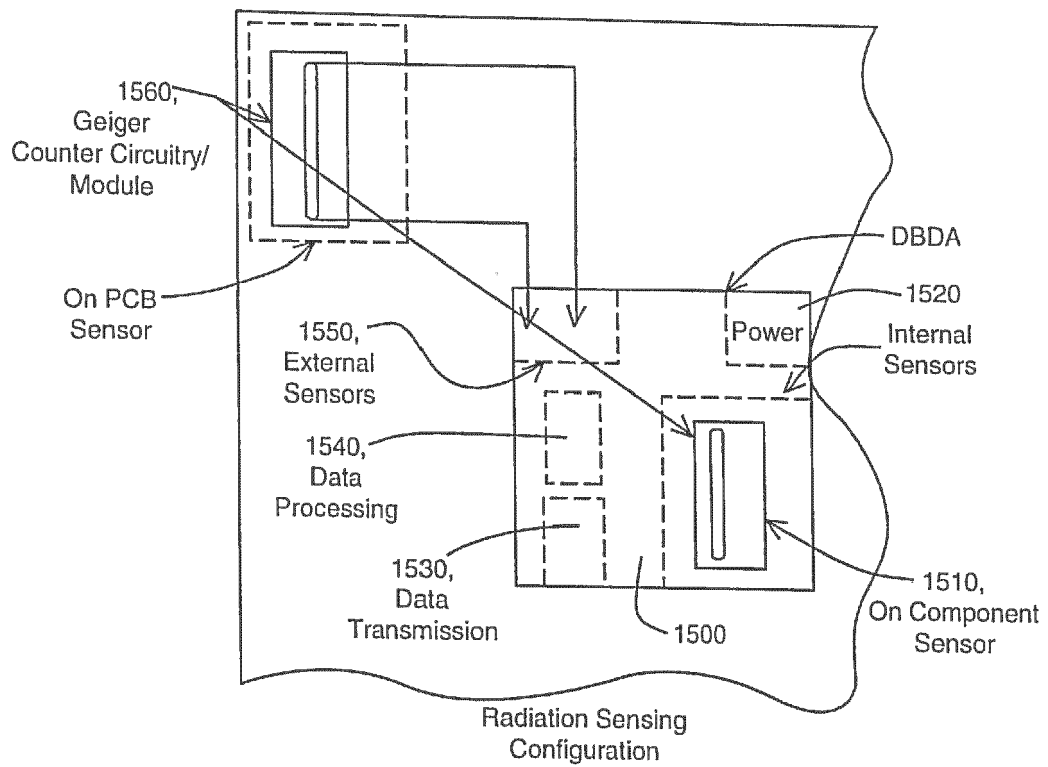 1560,
Geiger
Counter Circuitry/
Module
On PCB
Sensor
1550,
External
Sensors
1540,
Data
Processing
1530,
Data
Transmission
DBDA
1520
Power
Internal
Sensors
1510,
On Component
Sensor
1500
Radiation Sensing
Configuration